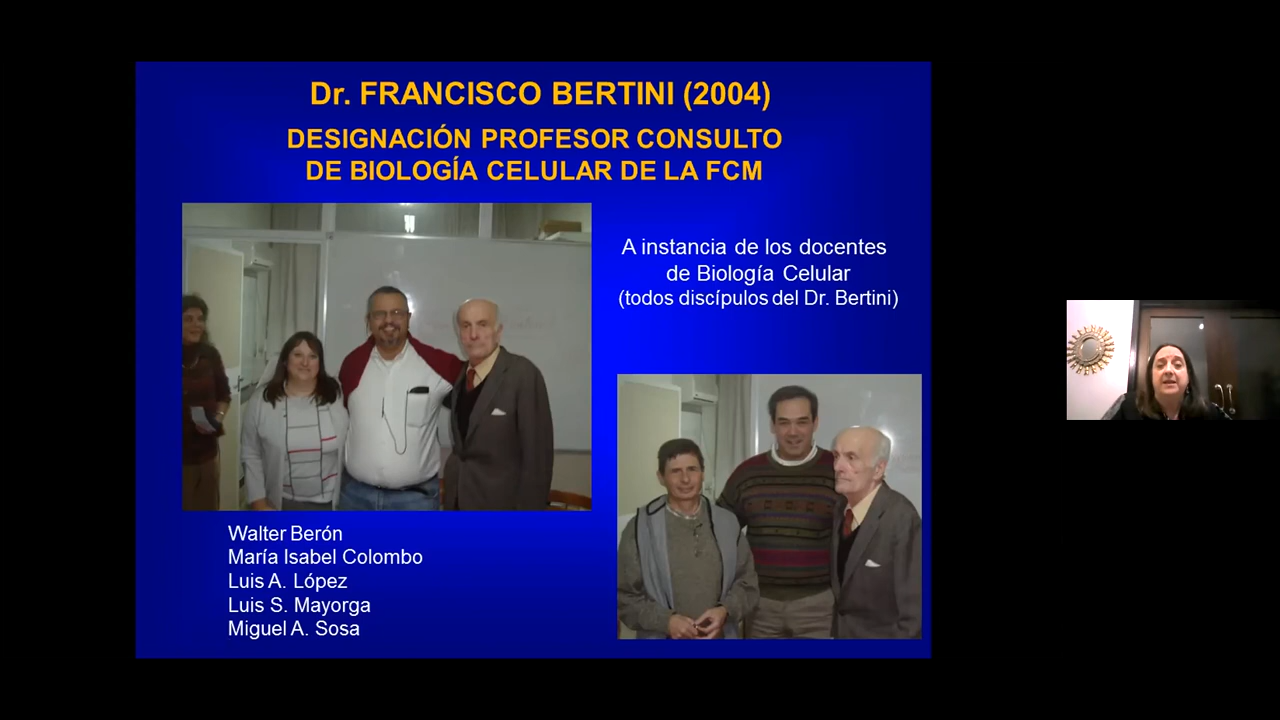 Dr. FRANCISCO BERTINI (2004)
DESIGNACIÓN PROFESOR CONSULTO
DE BIOLOGÍA CELULAR DE LA FCM
A instancia de los docentes
de Biología Celular
(todos discípulos del Dr. Bertini)
Walter Berón
María Isabel Colombo
Luis A. López
Luis S. Mayorga
Miguel A. Sosa